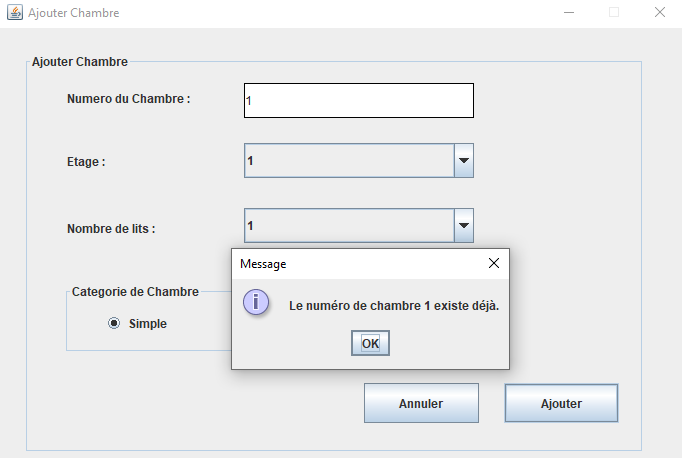 Ajouter Chambre
Ajouter Chambre
Numero du Chambre :
1
Etage :
1
Nombre de lits :
1
Message
Le numéro de chambre 1 existe déjà.
OK
Categorie de Chambre
Simple
Annuler
Ajouter